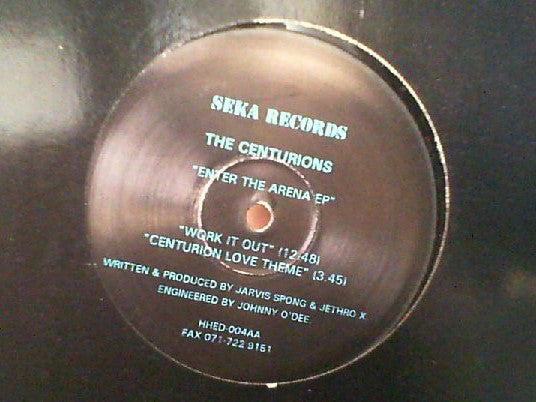 SEKA RECORDS
THE CENTURIONS
"ENTER THE ARENA EP"
"WORK IT OUT" (12.48)
"CENTURION LOVE THEME" (3.45)
WRITTEN & PRODUCED BY JARVIS SPONG & JETHRO X.
ENGINEERED BY JOHNNY O'DEE.
HHED-004AA
FAX 071-722 9151